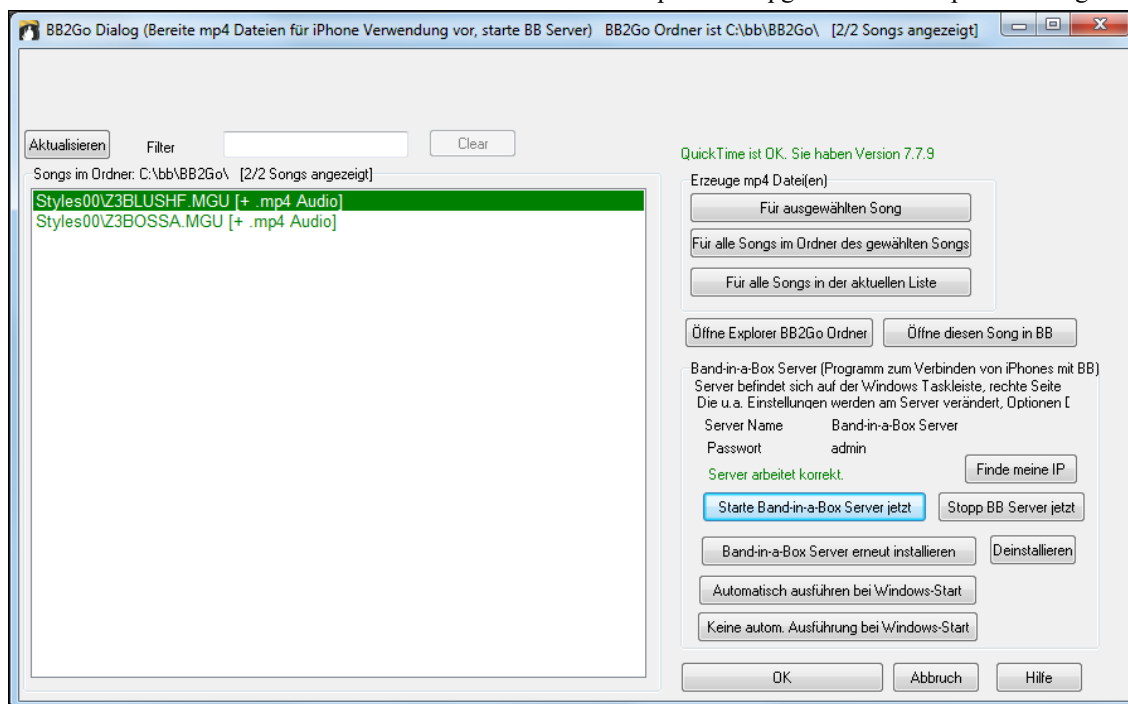 BB2Go Dialog (Bereite mp4 Dateien für iPhone Verwendung vor, starte BB Server) BB2Go Ordner ist C:\bb\BB2Go\ [2/2 Songs angezeigt]
Aktualisieren Filter Clear
Songs im Ordner: C:\bb\BB2Go\ [2/2 Songs angezeigt]
Styles00\Z3BLUSHF.MGU [+ .mp4 Audio]
Styles00\Z3BOSSA.MGU [+ .mp4 Audio]
QuickTime ist OK. Sie haben Version 7.7.9
Erzeuge mp4 Datei(en)
Für ausgewählten Song
Für alle Songs im Ordner des gewählten Songs
Für alle Songs in der aktuellen Liste
Öffne Explorer BB2Go Ordner Öffne diesen Song in BB
Band-in-a-Box Server (Programm zum Verbinden von iPhones mit BB)
Server befindet sich auf der Windows Taskleiste, rechte Seite
Die u.a. Einstellungen werden am Server verändert, Optionen [
Server Name Band-in-a-Box Server
Passwort admin
Server arbeitet korrekt. Finde meine IP
Starte Band-in-a-Box Server jetzt Stopp BB Server jetzt
Band-in-a-Box Server erneut installieren Deinstallieren
Automatisch ausführen bei Windows-Start
Keine autom. Ausführung bei Windows-Start
OK Abbruch Hilfe